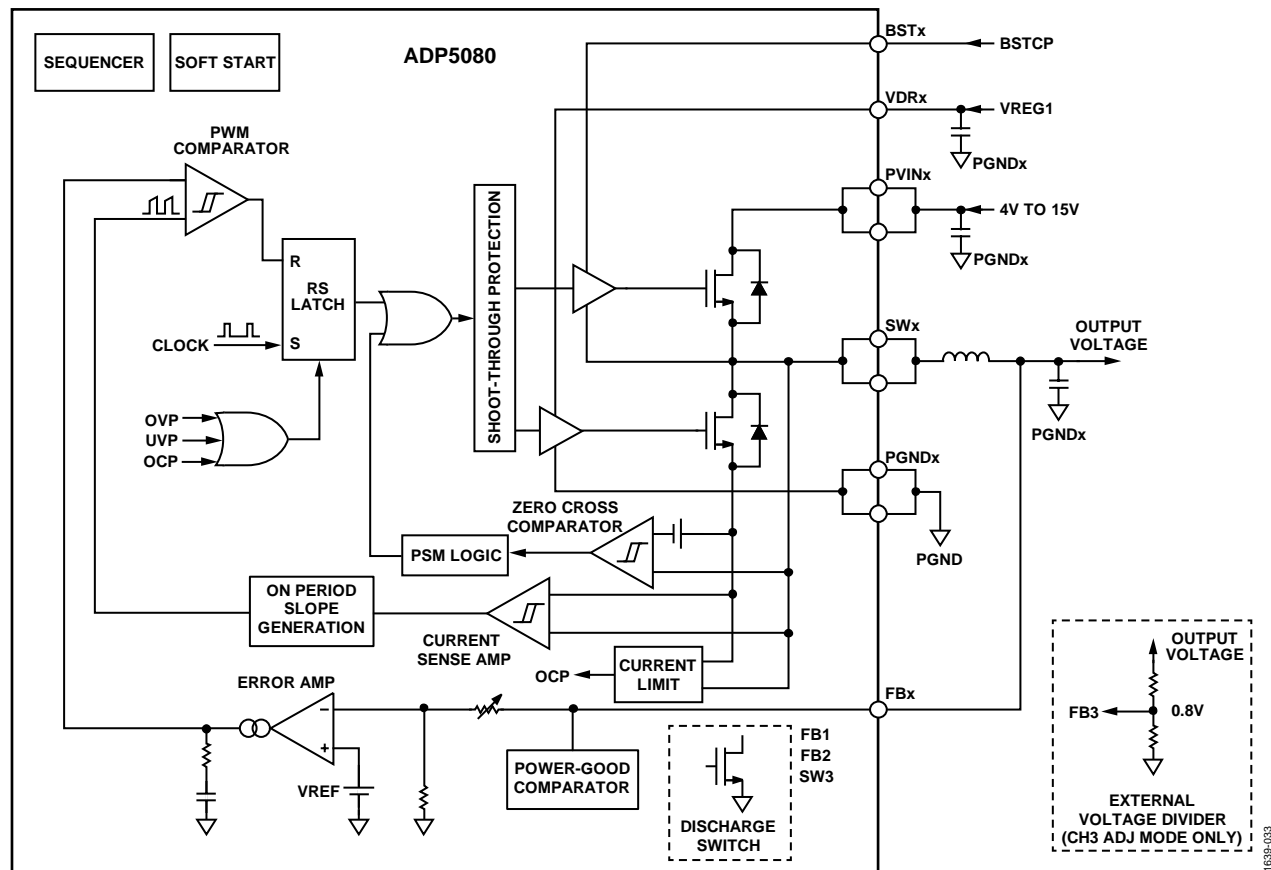 SEQUENCER
SOFT START
ADP5080
BSTx
BSTCP
VDRx
VREG1
PGNDx
PWM
COMPARATOR
PVINx
4V TO 15V
PGNDx
R
RS
LATCH
S
CLOCK
SHOOT-THROUGH PROTECTION
SWx
OUTPUT
VOLTAGE
PGNDx
OVP
UVP
OCP
PGNDx
PGND
ZERO CROSS
COMPARATOR
PSM LOGIC
ON PERIOD
SLOPE
GENERATION
CURRENT
SENSE AMP
OCP
CURRENT
LIMIT
ERROR AMP
−
+
VREF
FBx
POWER-GOOD
COMPARATOR
FB1
FB2
SW3
DISCHARGE
SWITCH
OUTPUT
VOLTAGE
FB3
0.8V
EXTERNAL
VOLTAGE DIVIDER
(CH3 ADJ MODE ONLY)
1639-033